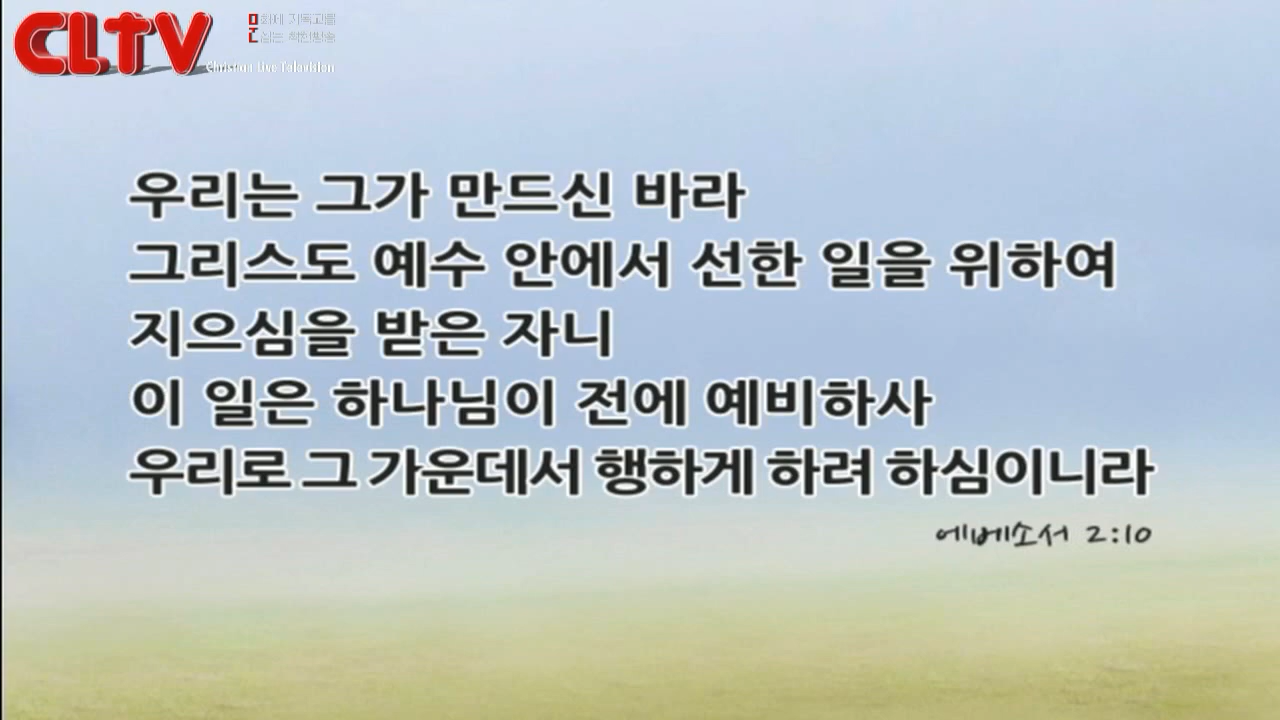 CLTV
Christian Live Television
우리는 그가 만드신 바라
그리스도 예수 안에서 선한 일을 위하여
지으심을 받은 자니
이 일은 하나님이 전에 예비하사
우리로 그 가운데서 행하게 하려 하심이니라
에베소서 2:10